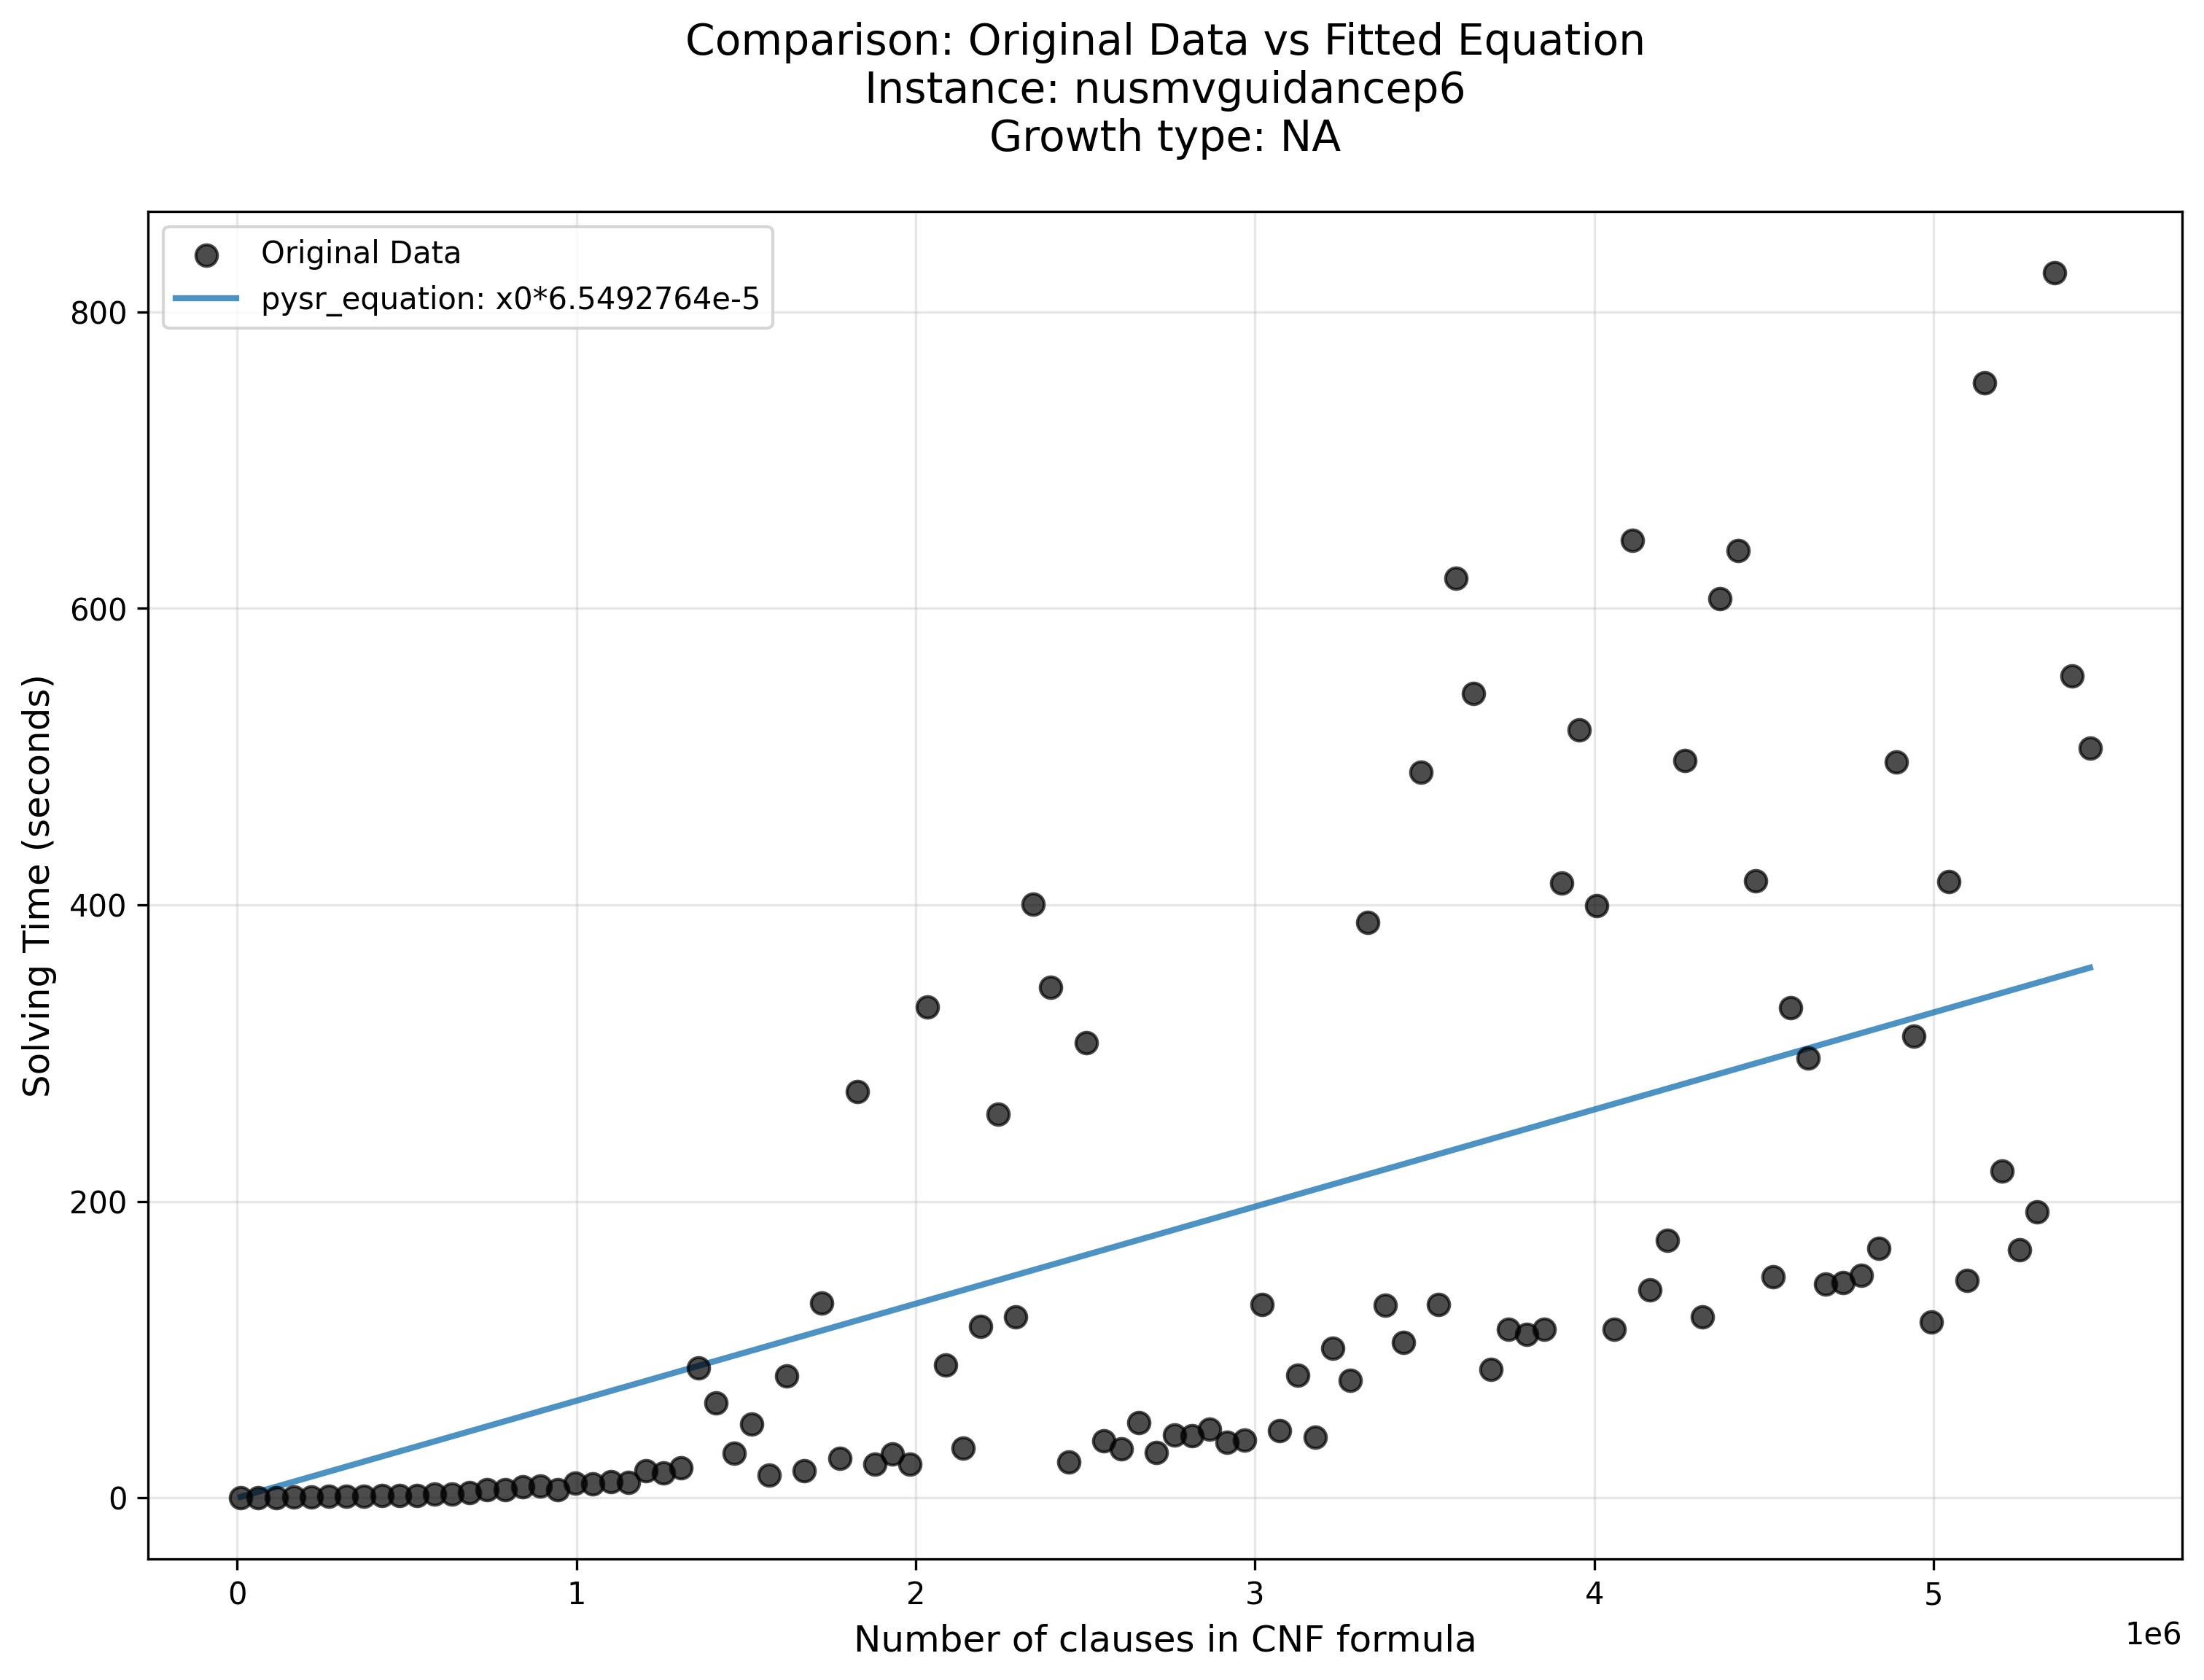 Comparison: Original Data vs Fitted Equation
Instance: nusmvguidancep6
Growth type: NA
Original Data
pysr_equation: x0*6.5492764e-5
Solving Time (seconds)
800
600
400
200
0
0 1 2 3 4 5
1e6
Number of clauses in CNF formula